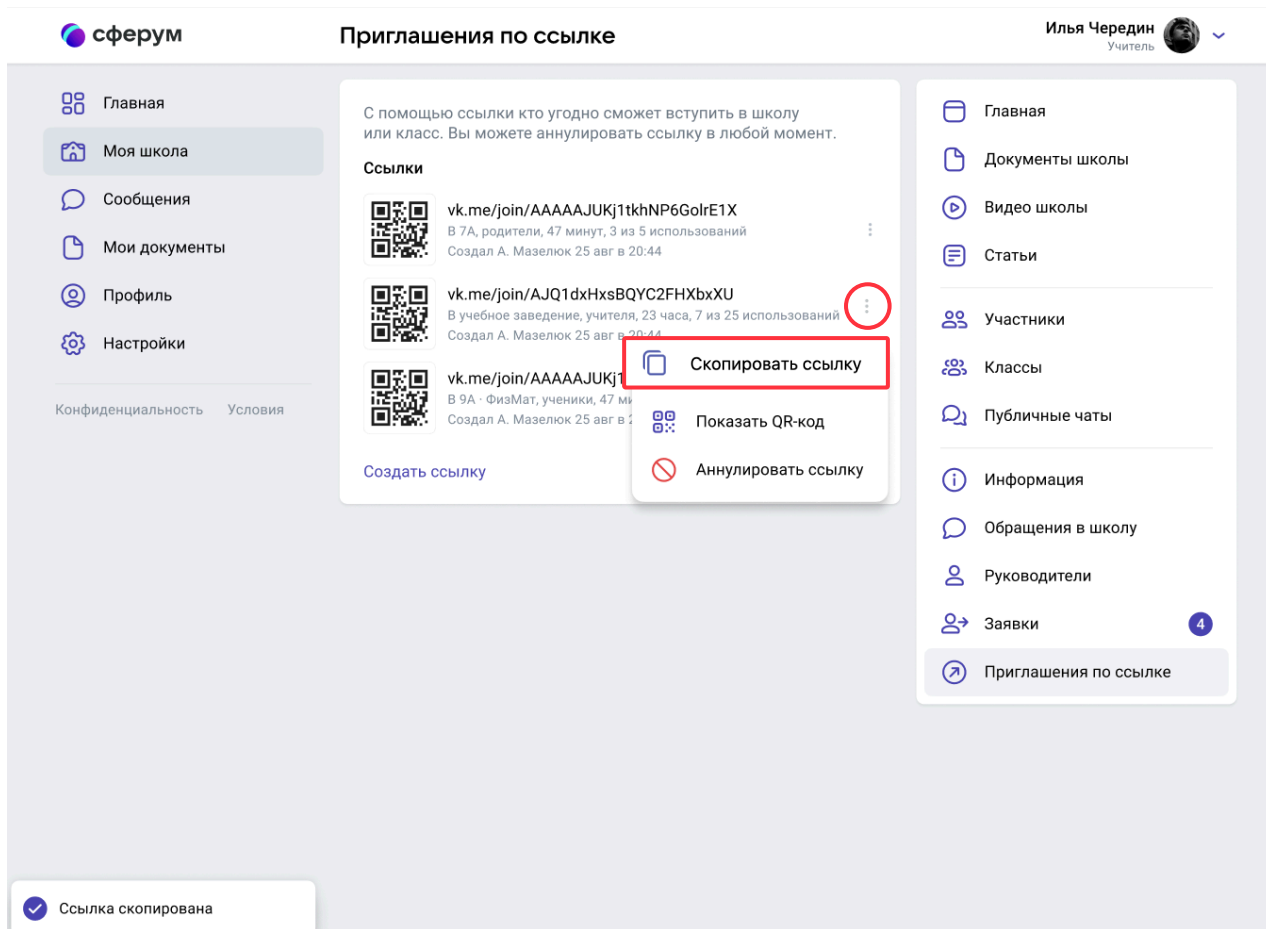 сферум
Приглашения по ссылке
Илья Чередин
Учитель
Главная
Моя школа
Сообщения
Мои документы
Профиль
Настройки
Конфиденциальность Условия
С помощью ссылки кто угодно сможет вступить в школу
или класс. Вы можете аннулировать ссылку в любой момент.
Ссылки
vk.me/join/AAAAAJUKj1tkhNP6GolrE1X
В 7А, родители, 47 минут, 3 из 5 использований
Создал А. Мазелюк 25 авг в 20:44
vk.me/join/AJQ1dxHxsBQYC2FHXbxXU
В учебное заведение, учителя, 23 часа, 7 из 25 использований
Создал А. Мазелюк 25 авг в 20:44
vk.me/join/AAAAAJUKj1
В 9А · ФизМат, ученики, 47
Создал А. Мазелюк 25 авг в
Создать ссылку
Скопировать ссылку
Показать QR-код
Аннулировать ссылку
Главная
Документы школы
Видео школы
Статьи
Участники
Классы
Публичные чаты
Информация
Обращения в школу
Руководители
Заявки 4
Приглашения по ссылке
Ссылка скопирована